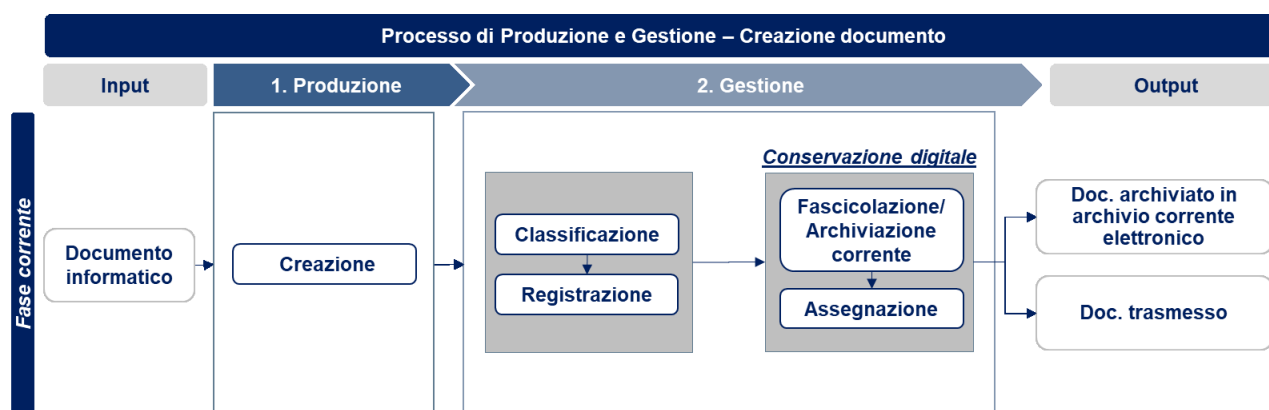 Processo di Produzione e Gestione – Creazione documento
Input
1. Produzione
2. Gestione
Output
Fase corrente
Documento
informatico
Creazione
Classificazione
Registrazione
Conservazione digitale
Fascicolazione/
Archiviazione
corrente
Assegnazione
Doc. archiviato in
archivio corrente
elettronico
Doc. trasmesso